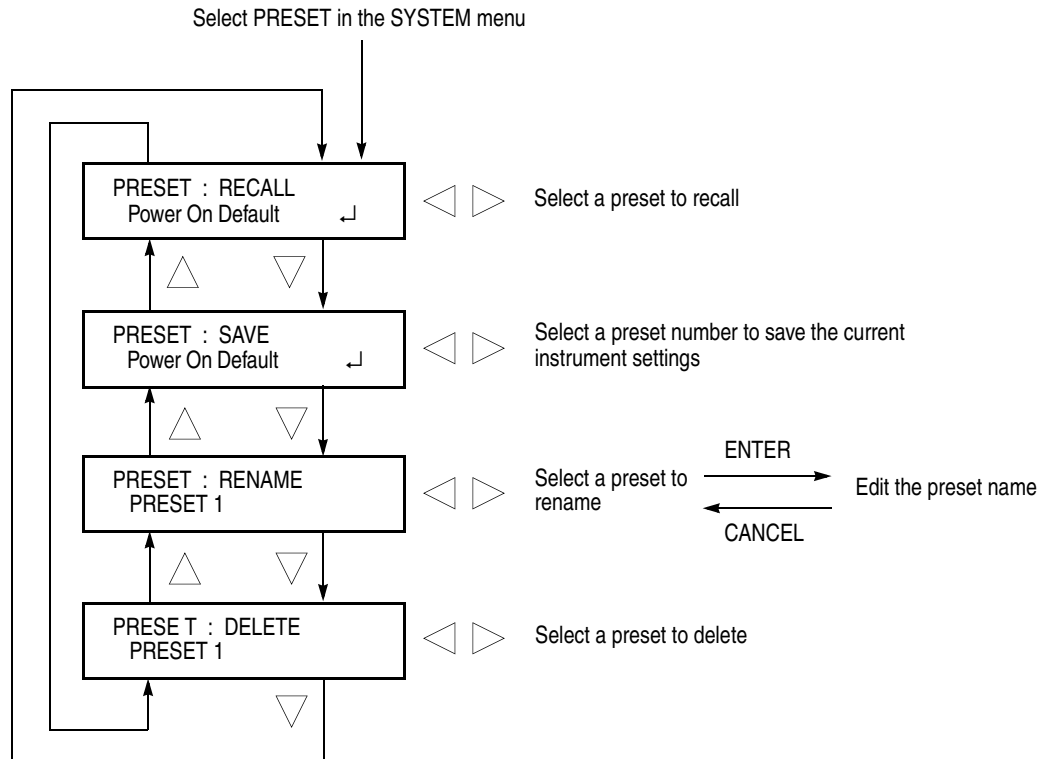 Select PRESET in the SYSTEM menu
PRESET : RECALL
Power On Default ↵
Select a preset to recall
PRESET : SAVE
Power On Default ↵
Select a preset number to save the current
instrument settings
PRESET : RENAME
PRESET 1
Select a preset to
rename
ENTER
CANCEL
Edit the preset name
PRESE T : DELETE
PRESET 1
Select a preset to delete